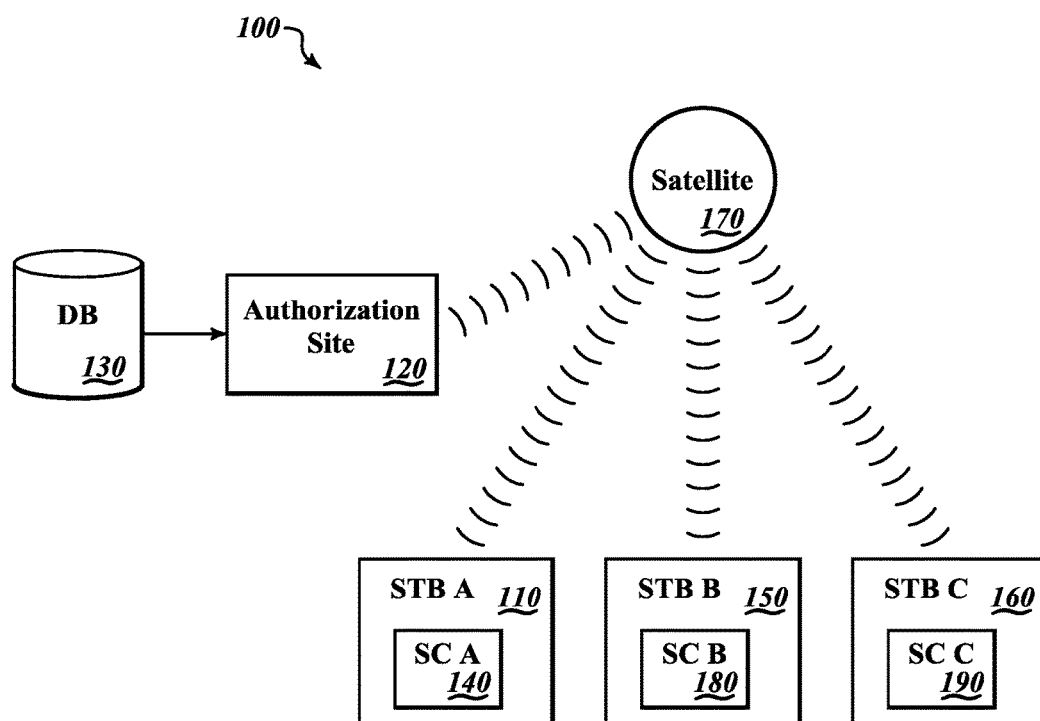 100
Satellite
170
DB
130
Authorization
Site
120
STB A
110
SC A
140
STB B
150
SC B
180
STB C
160
SC C
190